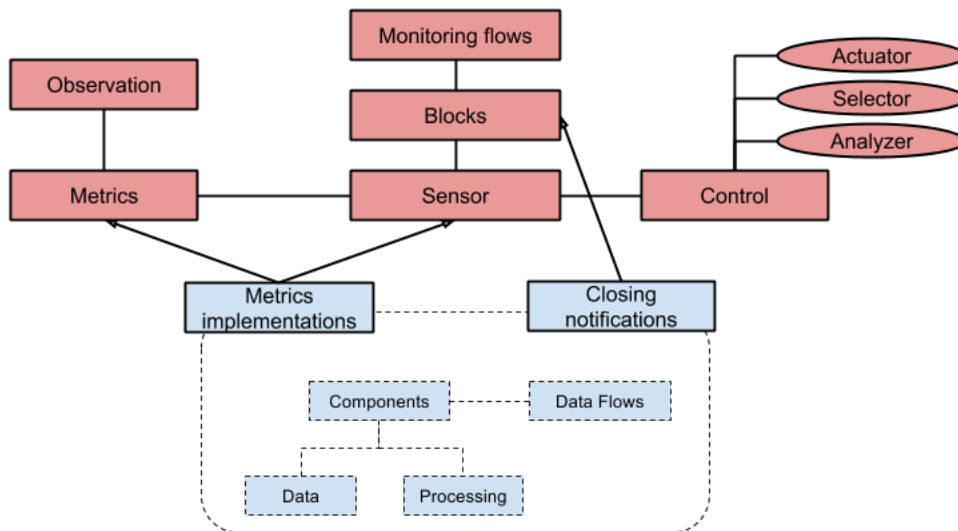 Monitoring flows
Observation
Actuator
Selector
Blocks
Analyzer
Metrics
Sensor
Control
Metrics
implementations
Closing
notifications
Components
Data Flows
Data
Processing